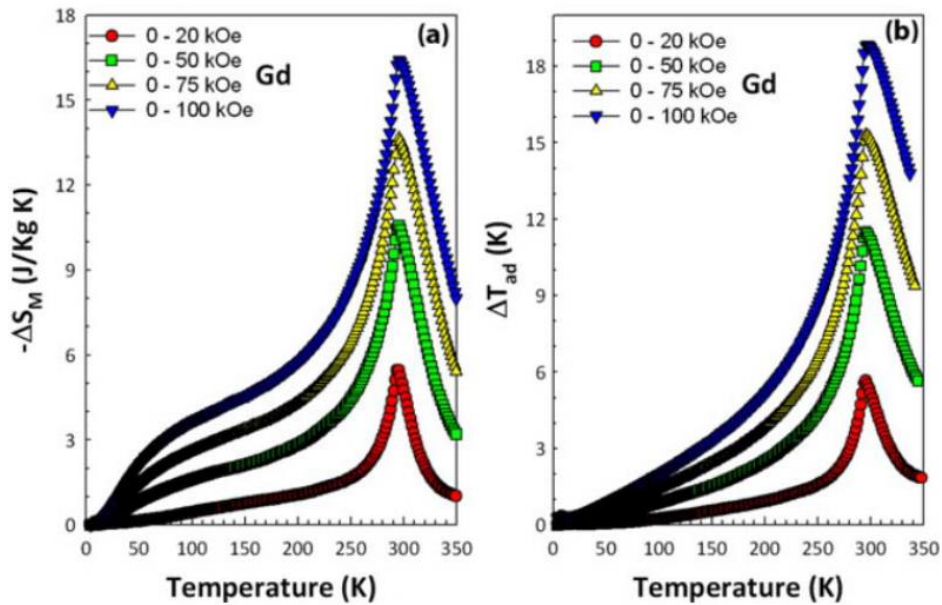 18
15
12
9
6
3
0
-ΔS_M (J/Kg K)
0 - 20 kOe
0 - 50 kOe
0 - 75 kOe
0 - 100 kOe
Gd
(a)
0 50 100 150 200 250 300 350
Temperature (K)
18
15
12
9
6
3
0
ΔT_ad (K)
0 - 20 kOe
0 - 50 kOe
0 - 75 kOe
0 - 100 kOe
Gd
(b)
0 50 100 150 200 250 300 350
Temperature (K)